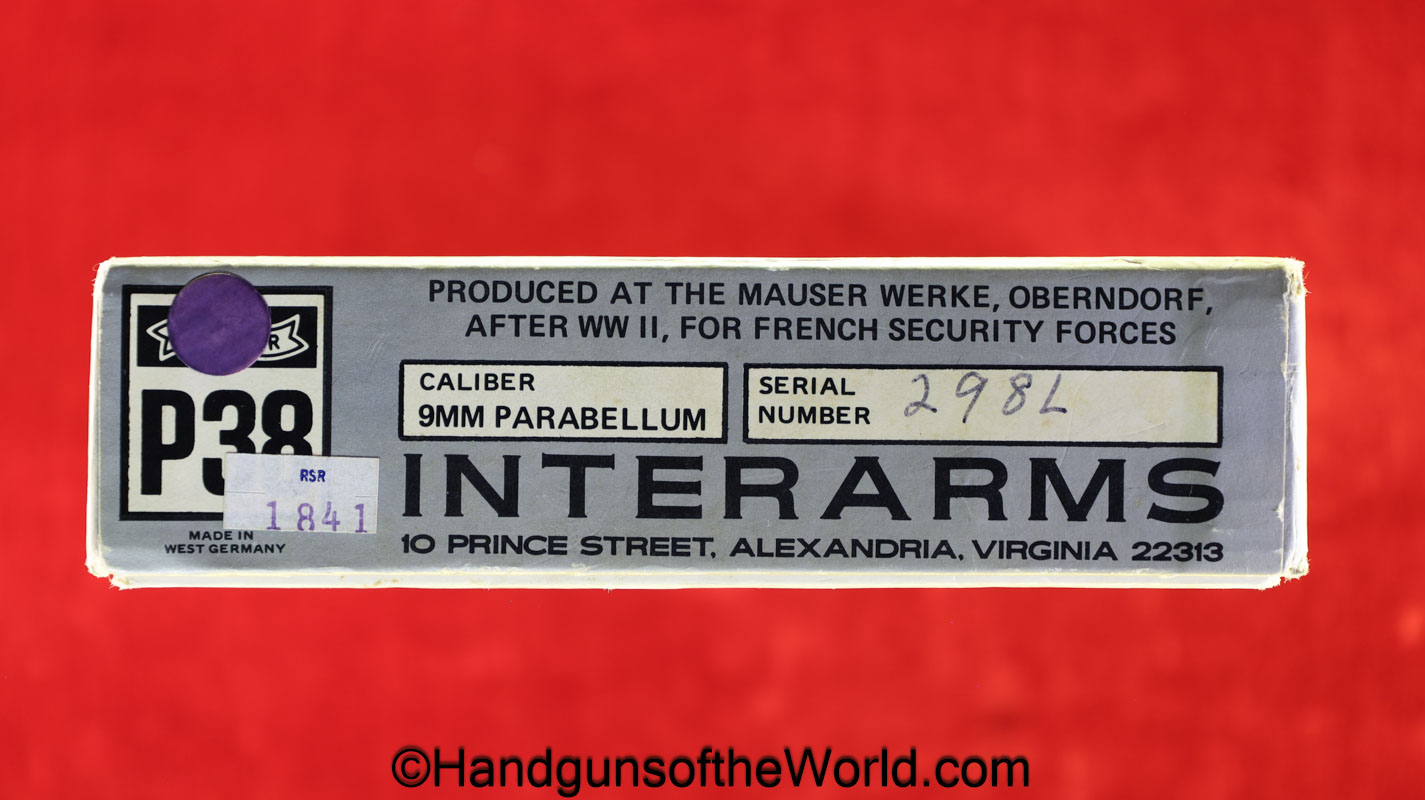 PRODUCED AT THE MAUSER WERKE, OBERNDORF,
AFTER WW II, FOR FRENCH SECURITY FORCES
P38
CALIBER
9MM PARABELLUM
SERIAL
NUMBER
298L
RSR
1841
MADE IN
WEST GERMANY
INTERARMS
10 PRINCE STREET, ALEXANDRIA, VIRGINIA 22313
©HandgunsoftheWorld.com